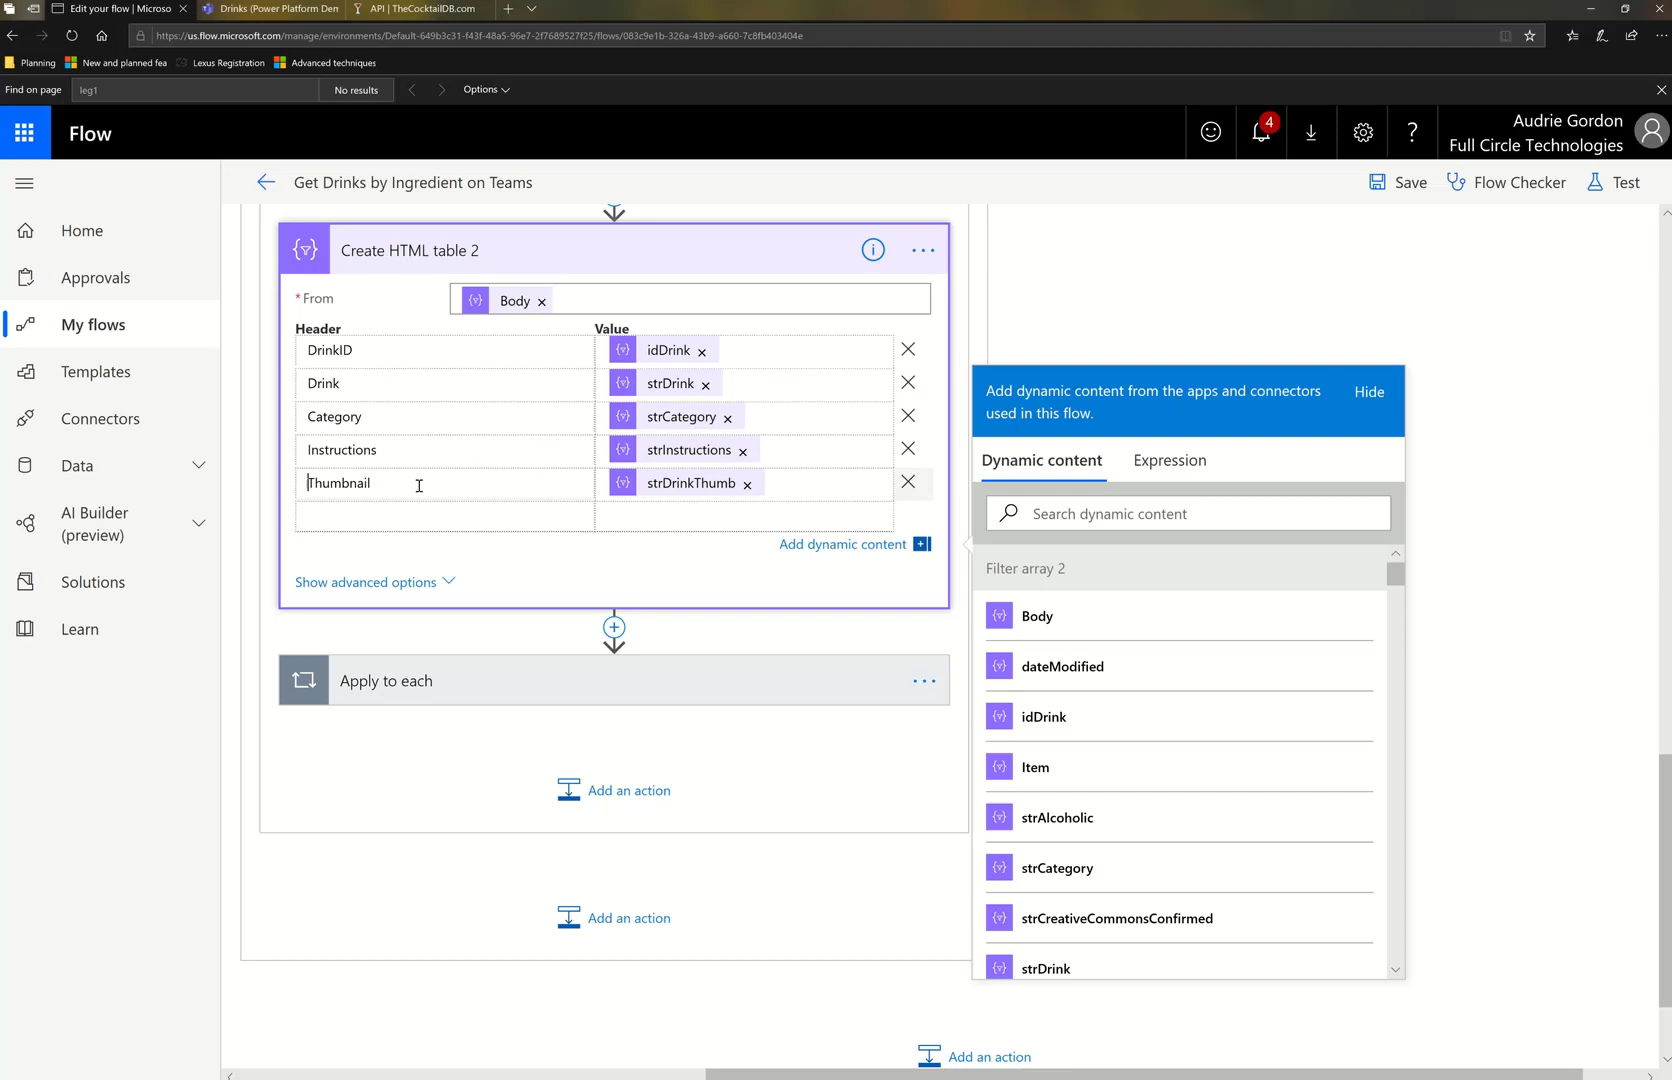 Your flow | Microso
Edit your flow | Microso
Drinks (Power Platform Den
API | TheCocktailDB.com
https://us.flow.microsoft.com/manage/environments/Default-649b3c31-f43f-48a5-96e7-2f7689527f25/flows/083c9e1b-326a-43b9-a660-7c8fb403404e
Planning
New and planned fea
Lexus Registration
Advanced techniques
Find on page
leg1
No results
Options
Flow
4
?
Audrie Gordon
Full Circle Technologies
Get Drinks by Ingredient on Teams
Save
Flow Checker
Test
Home
Approvals
My flows
Templates
Connectors
Data
AI Builder
(preview)
Solutions
Learn
Create HTML table 2
* From
Body
Header
Value
DrinkID
idDrink
Drink
strDrink
Category
strCategory
Instructions
strInstructions
Thumbnail
strDrinkThumb
Add dynamic content
Show advanced options
Apply to each
Add an action
Add an action
Add an action
Add dynamic content from the apps and connectors
used in this flow.
Hide
Dynamic content
Expression
Search dynamic content
Filter array 2
Body
dateModified
idDrink
Item
strAlcoholic
strCategory
strCreativeCommonsConfirmed
strDrink